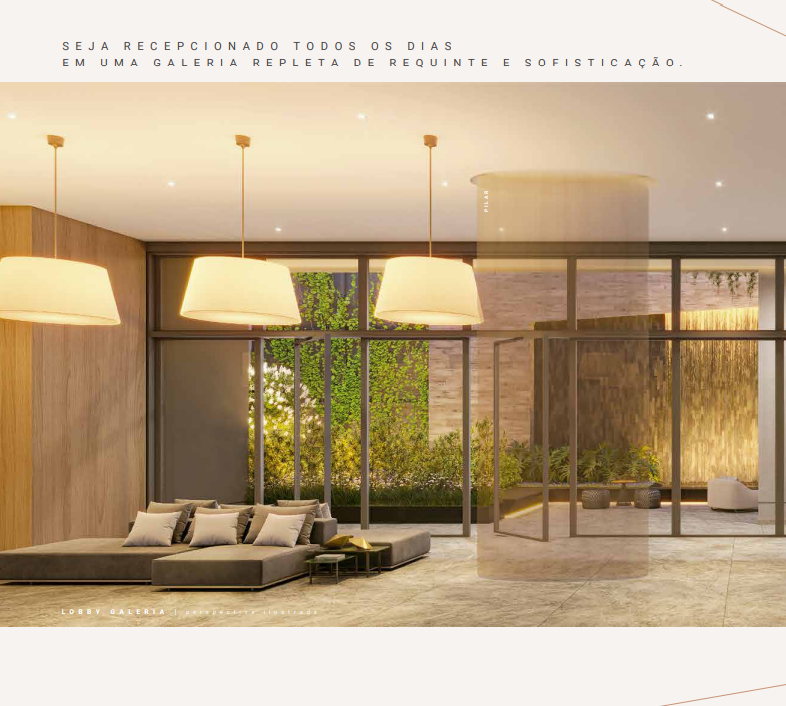 SEJA RECEPCIONADO TODOS OS DIAS
EM UMA GALERIA REPLETA DE REQUINTE E SOFISTICAÇÃO.
PILAR
LOBBY GALERIA | perspectiva ilustrada